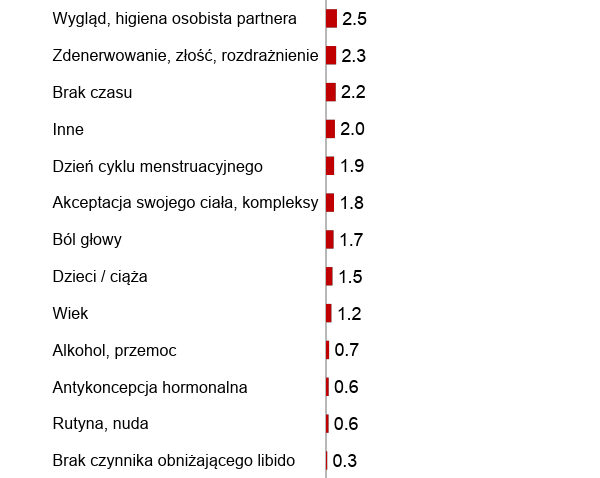 Wygląd, higiena osobista partnera 2.5
Zdenerwowanie, złość, rozdrażnienie 2.3
Brak czasu 2.2
Inne 2.0
Dzień cyklu menstruacyjnego 1.9
Akceptacja swojego ciała, kompleksy 1.8
Ból głowy 1.7
Dzieci / ciąża 1.5
Wiek 1.2
Alkohol, przemoc 0.7
Antykoncepcja hormonalna 0.6
Rutyna, nuda 0.6
Brak czynnika obniżającego libido 0.3